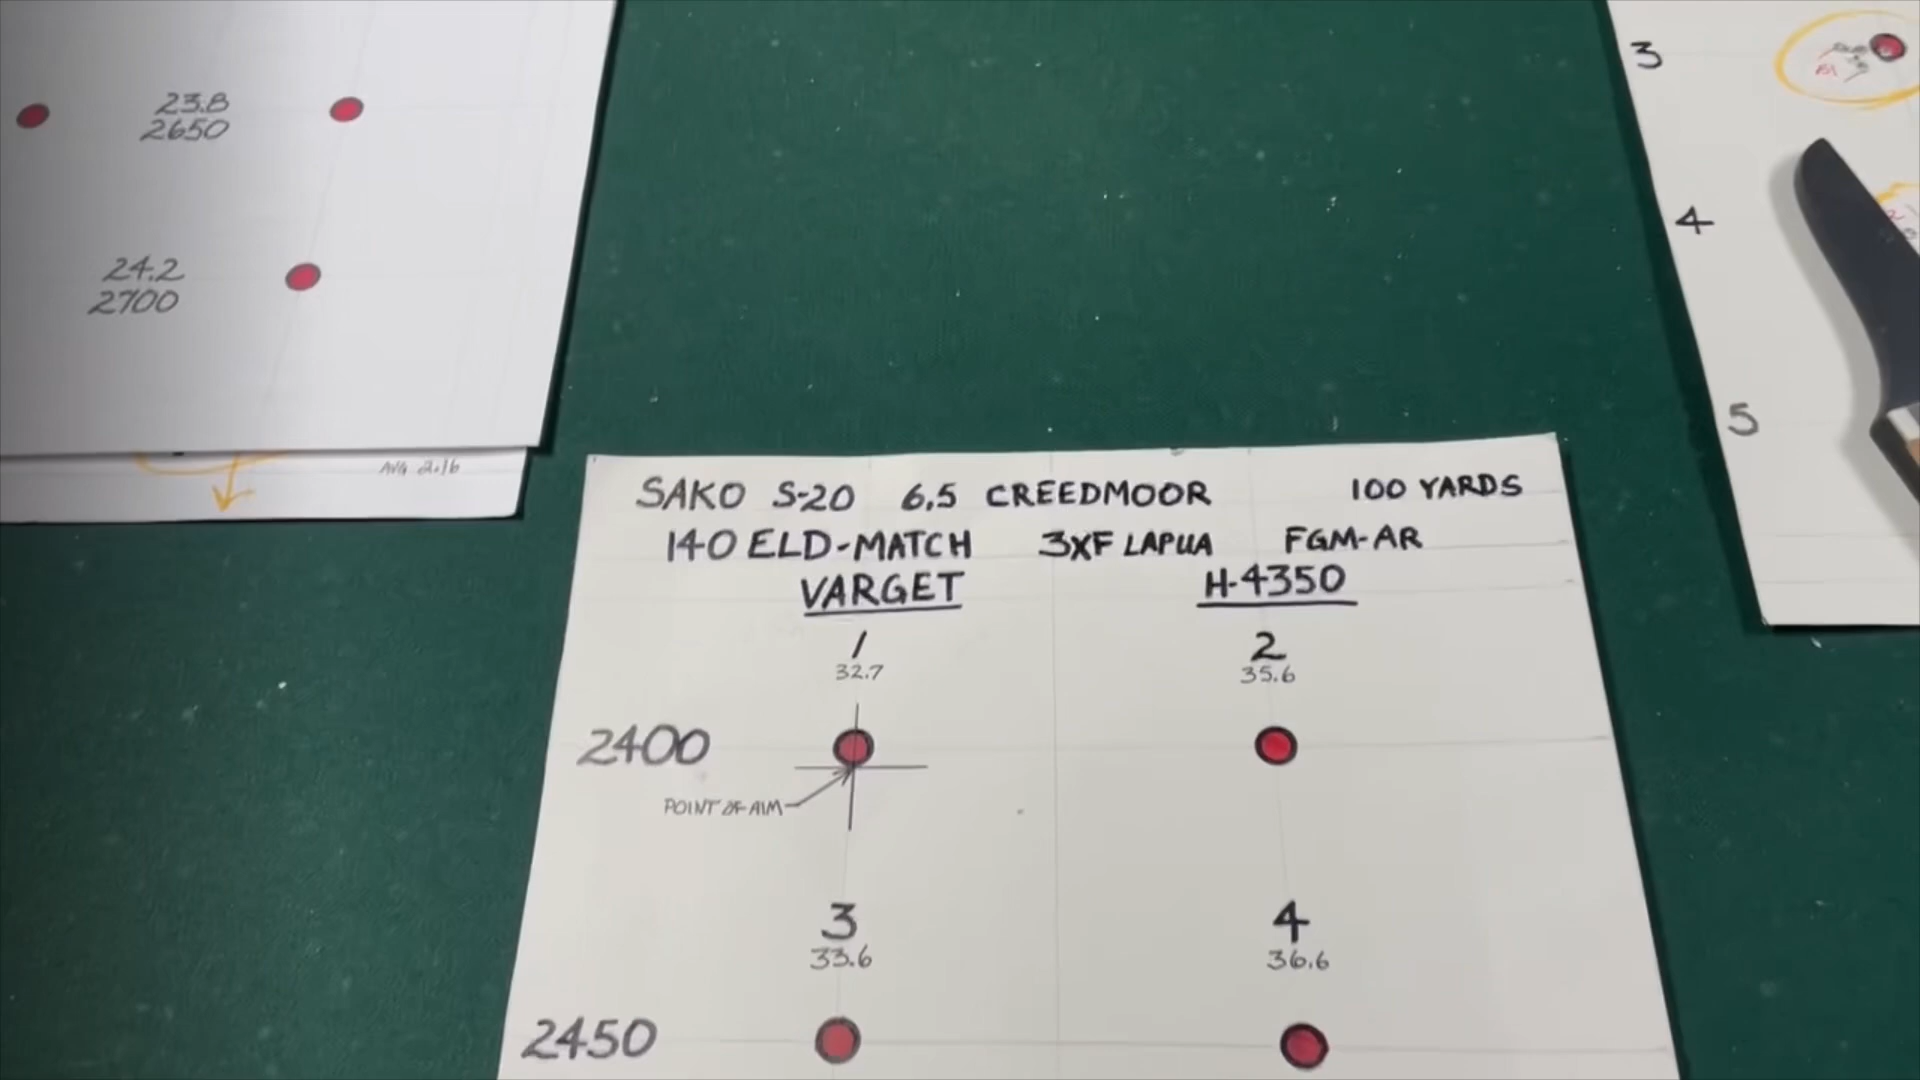 23.8
2650
24.2
2700
AVG 2.16
SAKO S-20 6.5 CREEDMOOR 100 YARDS
140 ELD-MATCH 3XF LAPUA FGM-AR
VARGET H-4350
1 2
32.7 35.6
2400
POINT OF AIM
3 4
33.6 36.6
2450
3
4
5